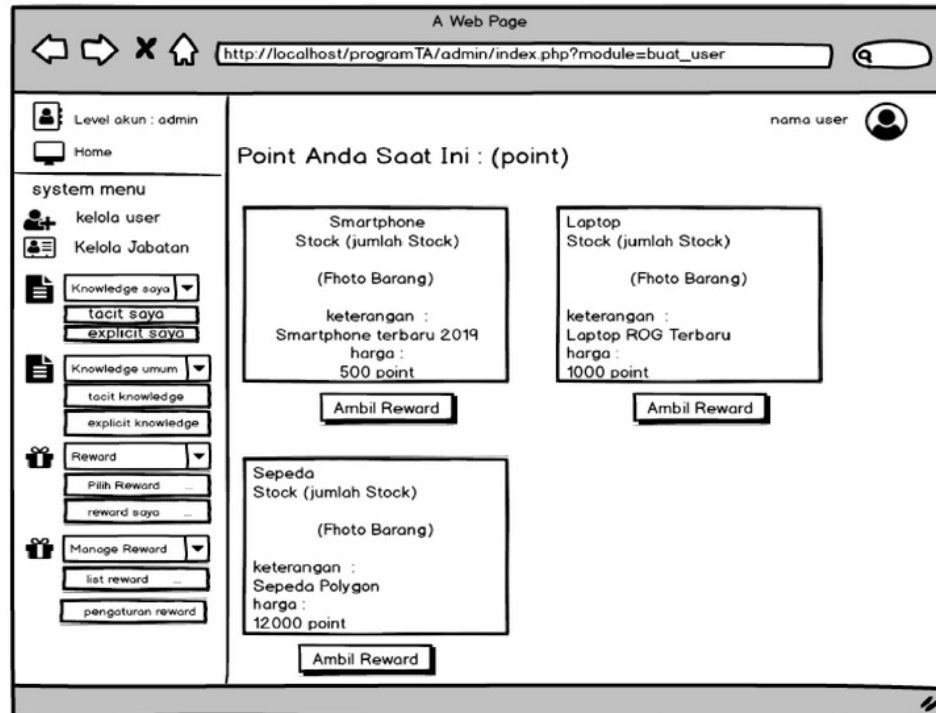 A Web Page
http://localhost/programTA/admin/index.php?module=buat_user
Level akun : admin
Home
system menu
kelola user
Kelola Jabatan
Knowledge saya
tacit saya
explicit saya
Knowledge umum
tacit knowledge
explicit knowledge
Reward
Pilih Reward ...
reward saya ...
Manage Reward
list reward ...
pengaturan reward
nama user
Point Anda Saat Ini : (point)
Smartphone
Stock (jumlah Stock)
(Fhoto Barang)
keterangan :
Smartphone terbaru 2019
harga :
500 point
Ambil Reward
Laptop
Stock (jumlah Stock)
(Fhoto Barang)
keterangan :
Laptop ROG Terbaru
harga :
1000 point
Ambil Reward
Sepeda
Stock (jumlah Stock)
(Fhoto Barang)
keterangan :
Sepeda Polygon
harga :
12000 point
Ambil Reward